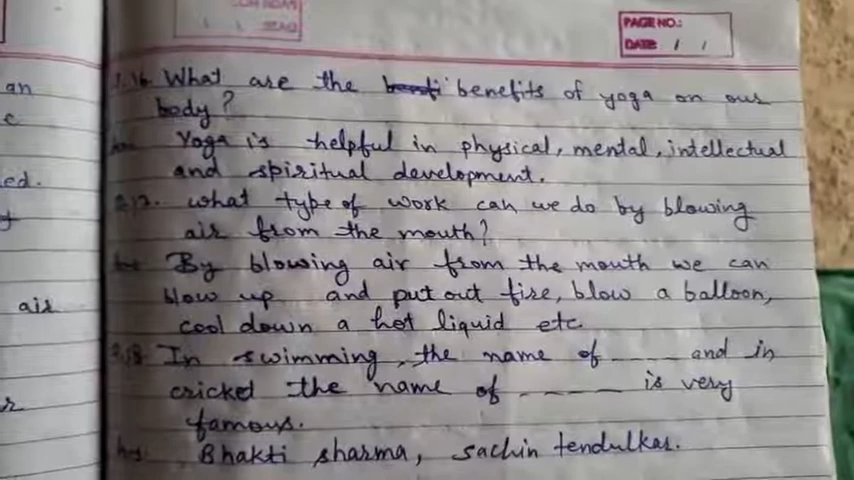 PAGE NO.:
DATE: / /
an
c
ed.
air
r
Q.16. What are the benefits of yoga on our
body?
Ans Yoga is helpful in physical, mental, intellectual
and spiritual development.
Q.17. what type of work can we do by blowing
air from the mouth?
Ans By blowing air from the mouth we can
blow up and put out fire, blow a balloon,
cool down a hot liquid etc.
Q.18. In swimming, the name of ---- and in
cricket the name of ----- is very
famous.
Ans. Bhakti sharma, sachin tendulkar.